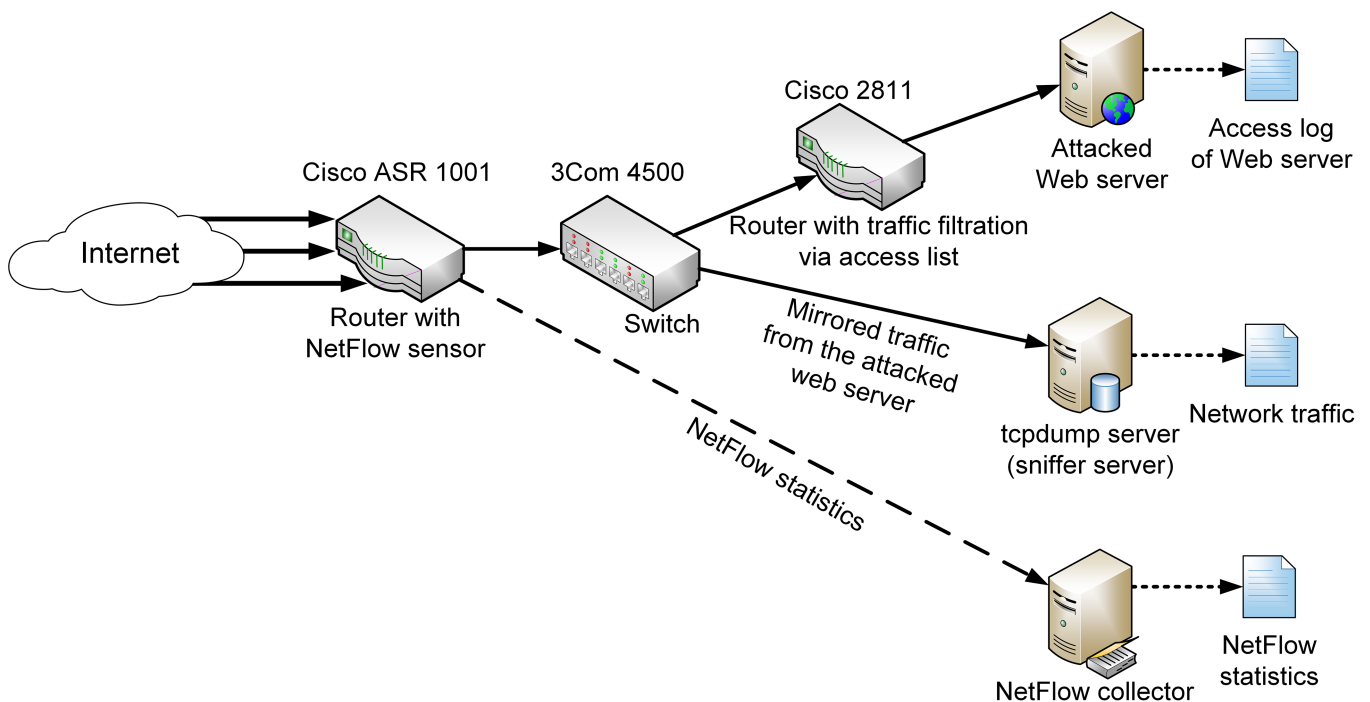 Cisco 2811
Attacked
Web server
Access log
of Web server
Cisco ASR 1001
3Com 4500
Internet
Router with traffic filtration
via access list
Router with
NetFlow sensor
Switch
Mirrored traffic
from the attacked
web server
tcpdump server
(sniffer server)
Network traffic
NetFlow statistics
NetFlow collector
NetFlow
statistics